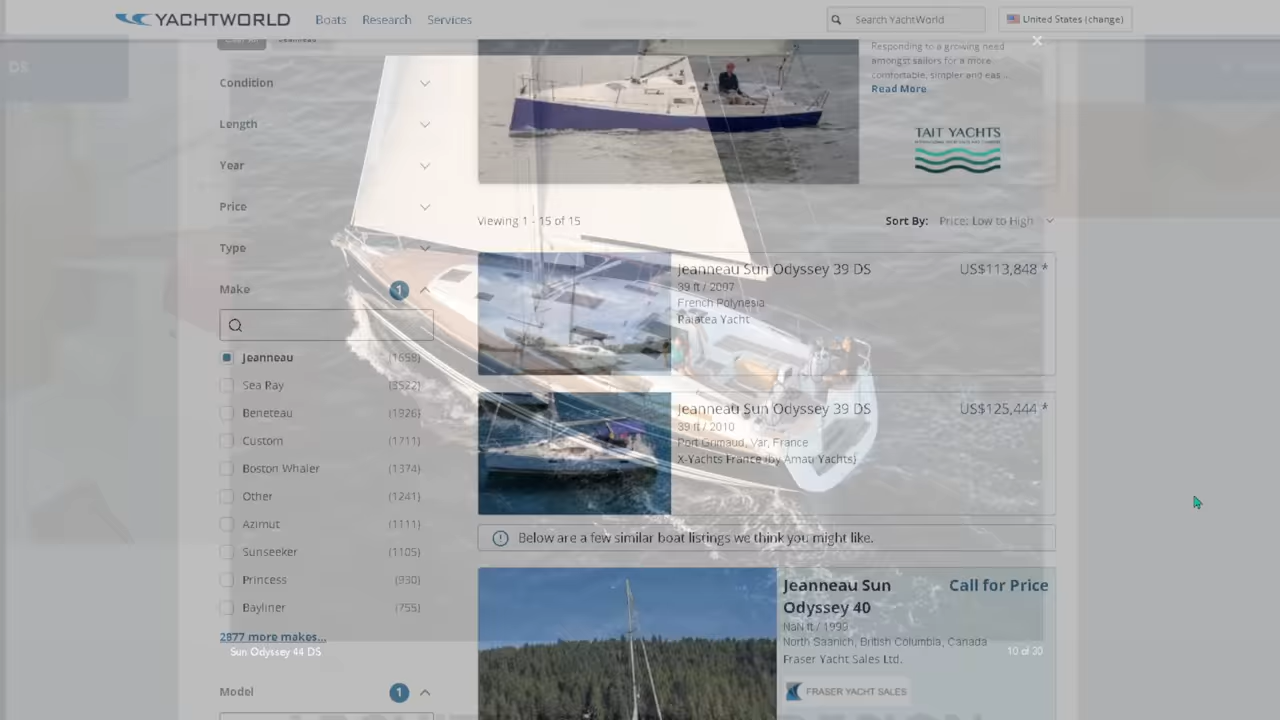 YACHTWORLD
Boats Research Services
Search YachtWorld
United States (change)
DS
Condition
Length
Year
Price
Type
Make 1
Jeanneau (1658)
Sea Ray (3522)
Beneteau (1926)
Custom (1711)
Boston Whaler (1374)
Other (1241)
Azimut (1111)
Sunseeker (1105)
Princess (930)
Bayliner (755)
2877 more makes...
Sun Odyssey 44 DS
Model 1
Responding to a growing need
amongst sailors for a more
comfortable, simpler and eas ...
Read More
TAIT YACHTS
Viewing 1 - 15 of 15
Sort By: Price: Low to High
Jeanneau Sun Odyssey 39 DS US$113,848 *
39 ft / 2007
French Polynesia
Raiatea Yacht
Jeanneau Sun Odyssey 39 DS US$125,444 *
39 ft / 2010
Port Grimaud, Var, France
X-Yachts France (by Amati Yachts)
Below are a few similar boat listings we think you might like.
Jeanneau Sun Call for Price
Odyssey 40
NaN ft / 1999
North Saanich, British Columbia, Canada
Fraser Yacht Sales Ltd.
10 of 30
FRASER YACHT SALES